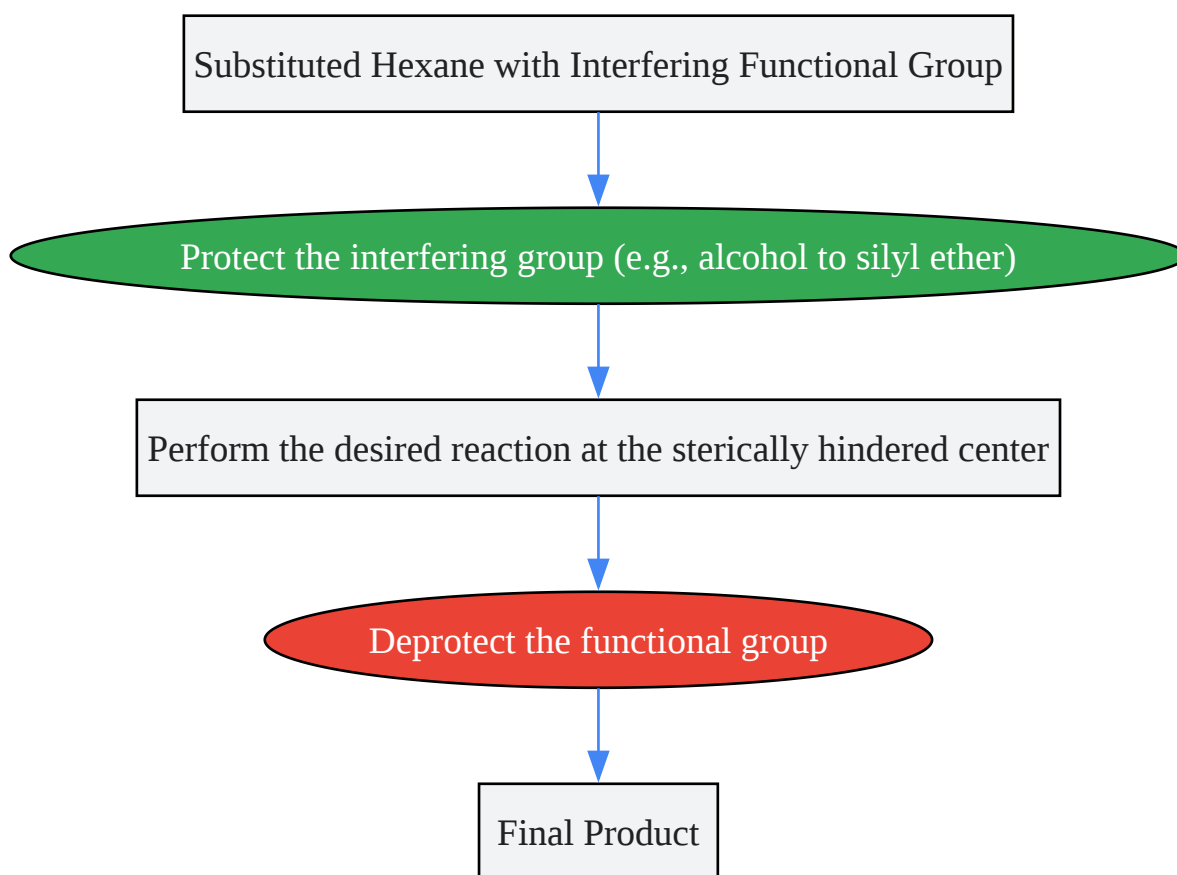 Substituted Hexane with Interfering Functional Group
Protect the interfering group (e.g., alcohol to silyl ether)
Perform the desired reaction at the sterically hindered center
Deprotect the functional group
Final Product